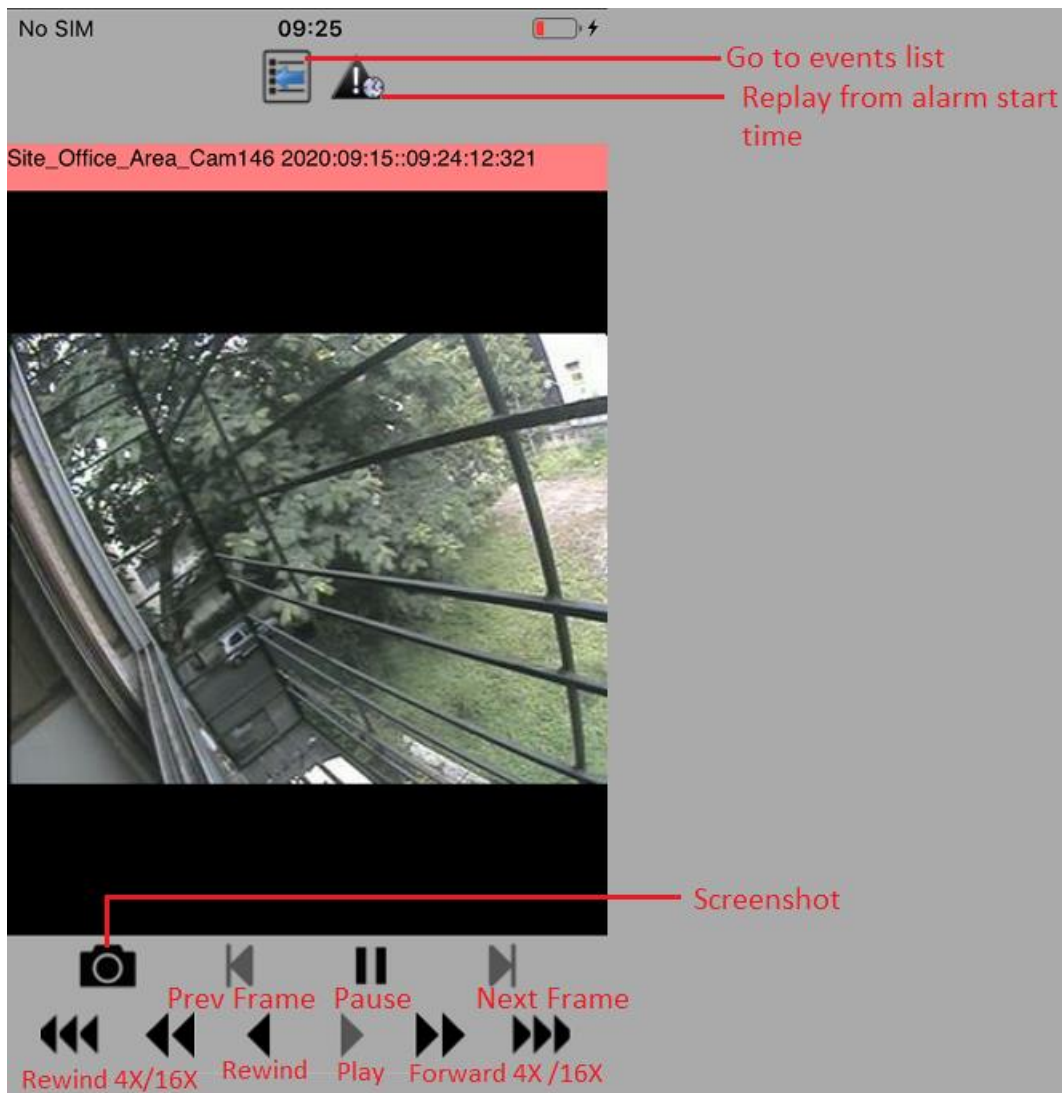 No SIM 09:25
Go to events list
Replay from alarm start
time
Site_Office_Area_Cam146 2020:09:15::09:24:12:321
Screenshot
Prev Frame Pause Next Frame
Rewind 4X/16X Rewind Play Forward 4X /16X